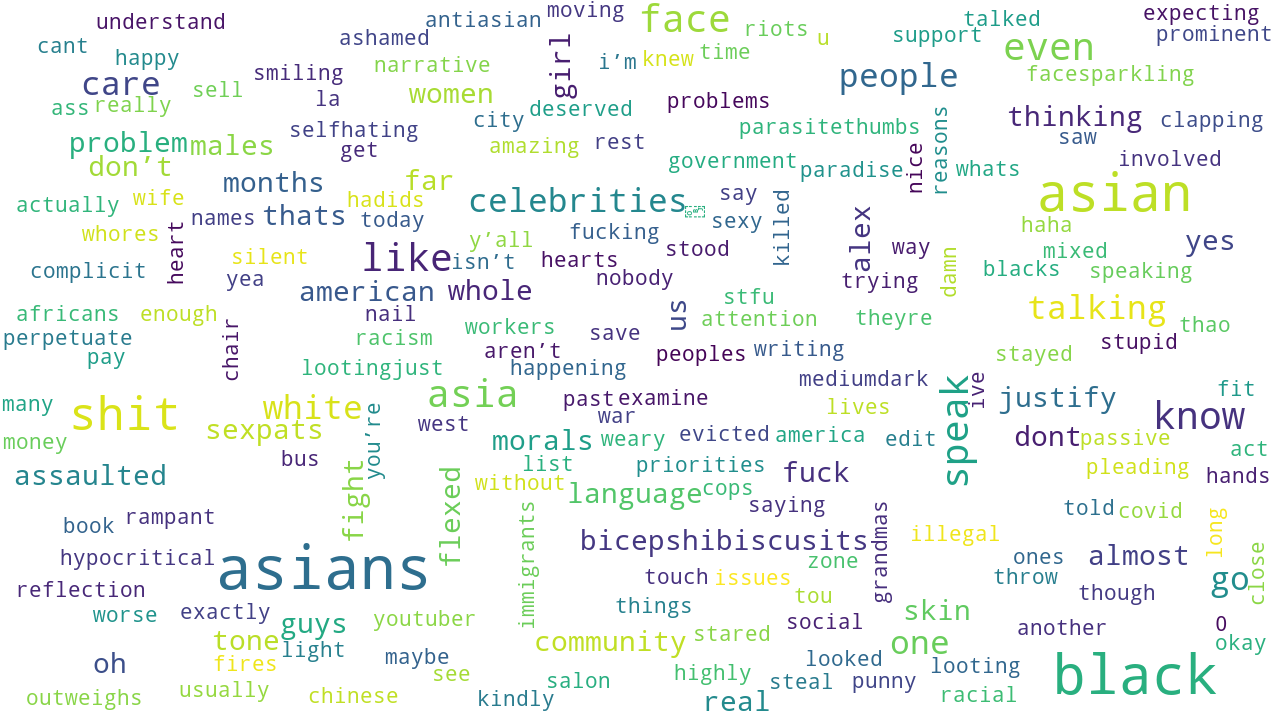 understand
cant
happy
care
ass really
sell
smiling
la
ashamed
antiasian
moving
girl
face
riots
u
time
i’m knew
narrative
women
deserved
city
selfhating
get
problem males
don’t
amazing
rest
problems
support
talked
expecting
prominent
even
people
facesparkling
thinking
clapping
saw
parasitethumbs
reasons
government paradise
nice
whats
involved
asian
months
far
hadids
actually
wife
names thats today
whores
heart
celebrities
say
sexy
killed
fucking
alex
haha
yes
mixed
silent
like isn’t
y’all
hearts
stood
way
complicit
yea
nobody
trying
damn
blacks
speaking
american whole
us
stfu
attention
theyre
talking
thao
africans enough
nail
workers
save
perpetuate
pay
chair
racism
aren’t
peoples writing
stayed
stupid
lootingjust
happening
mediumdark
speak
ive
justify
fit
many
shit
white
asia
past examine
war
lives
know
money
sexpats
you’re
west
morals weary
evicted america
edit
dont passive
act
assaulted
bus
list
priorities
fuck
pleading
hands
fight
flexed
without
language cops
saying
told covid
long
book rampant
immigrants
bicepshibiscusits
grandmas
illegal
hypocritical
asians
zone
ones
almost
close
reflection
touch issues
throw
go
though
worse
exactly
guys
youtuber
things
tou
social
skin
another
0
okay
tone
light
community stared
one
fires
maybe
see
looked
looting
oh
highly
steal punny
black
outweighs
usually
chinese
kindly
salon
real
racial